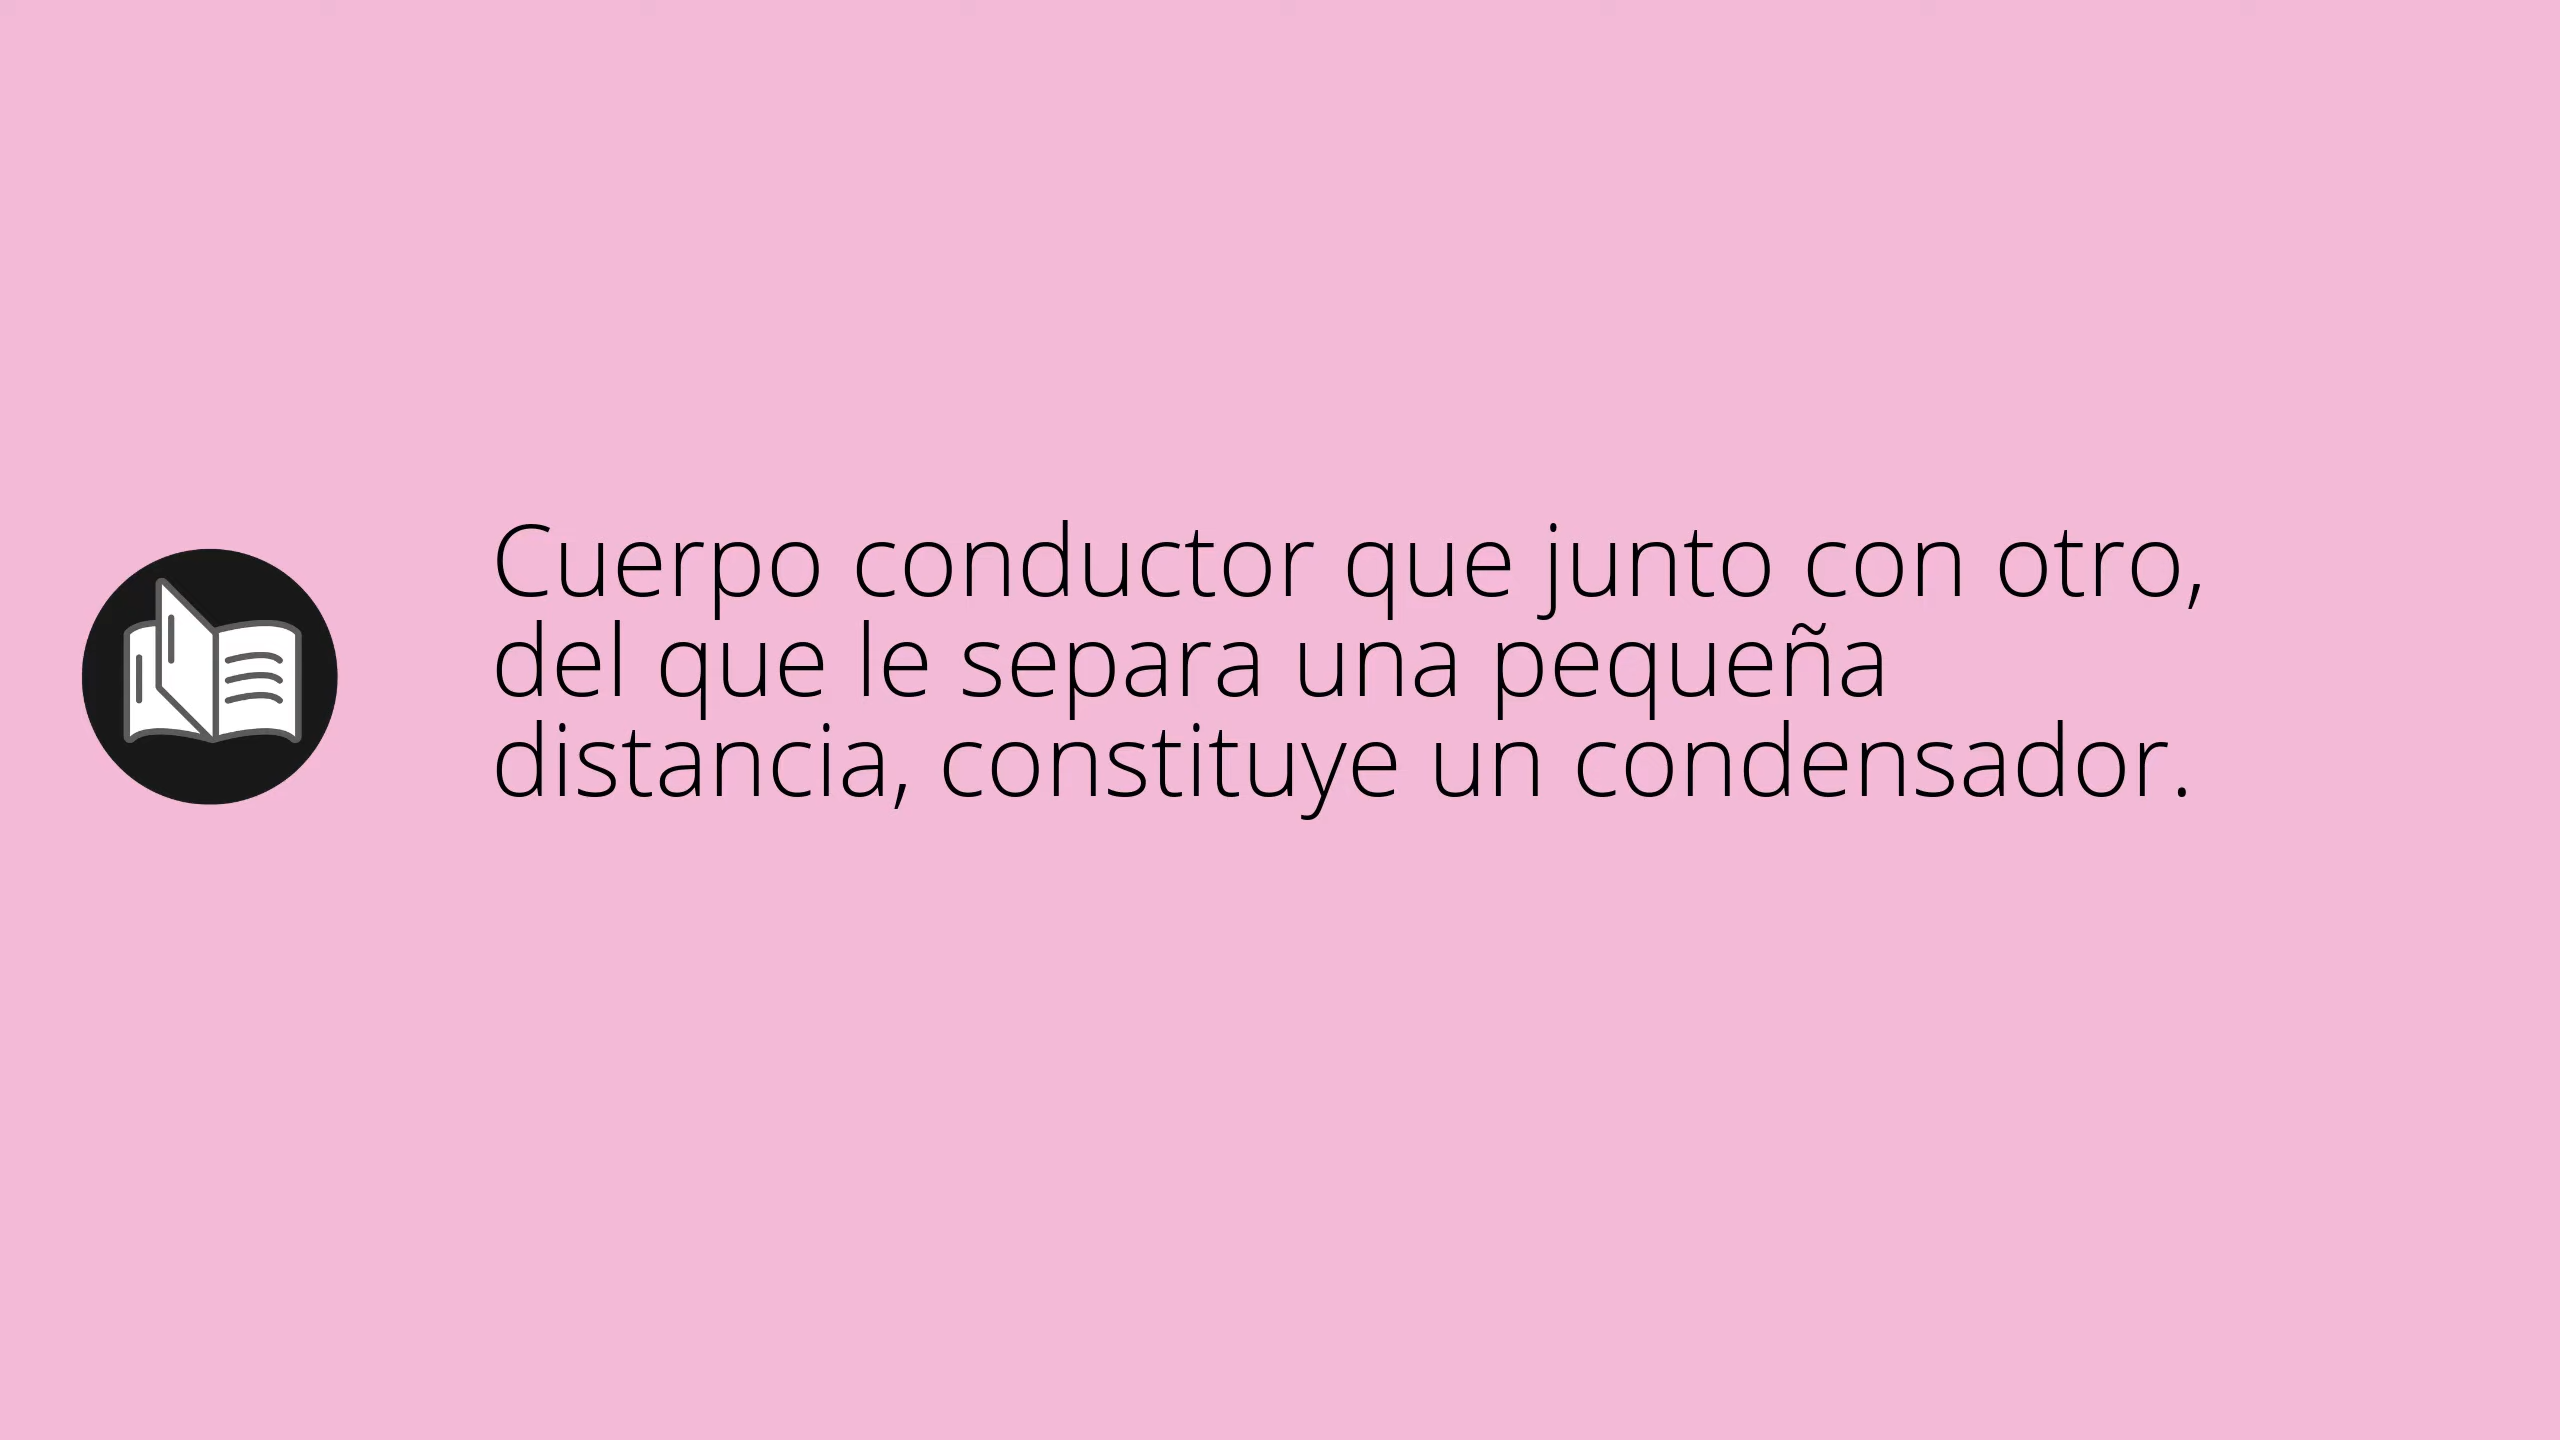 Cuerpo conductor que junto con otro,
del que le separa una pequeña
distancia, constituye un condensador.